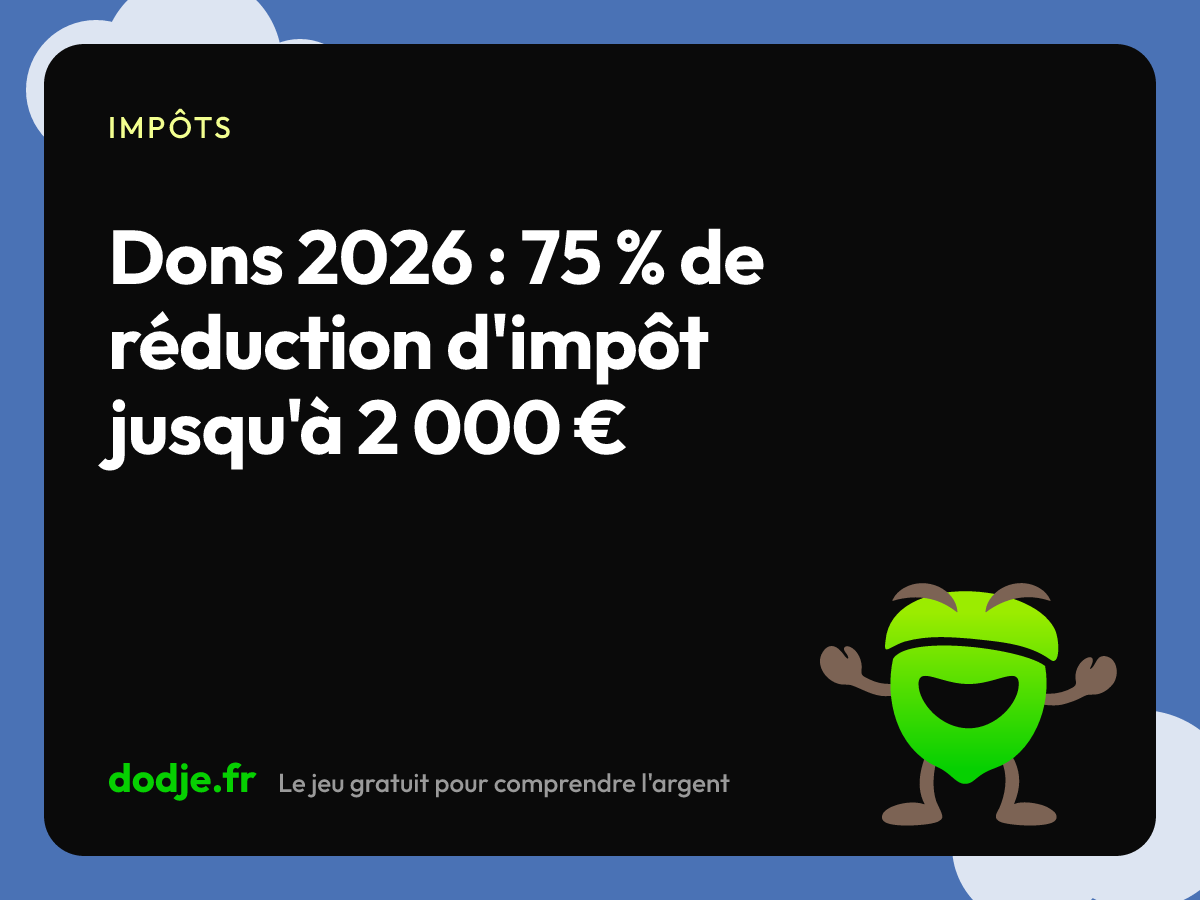 IMPÔTS
Dons 2026 : 75 % de
réduction d'impôt
jusqu'à 2 000 €
dodje.fr Le jeu gratuit pour comprendre l'argent